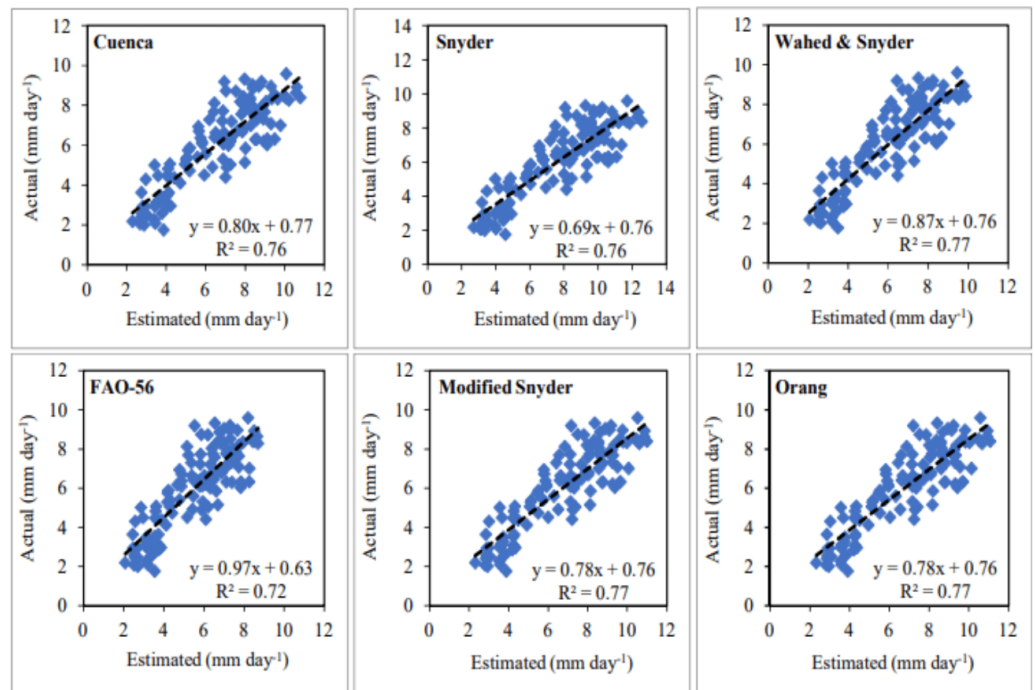 Cuenca
Actual (mm day⁻¹)
12
10
8
6
4
2
0
y = 0.80x + 0.77
R² = 0.76
0 2 4 6 8 10 12
Estimated (mm day⁻¹)
Snyder
Actual (mm day⁻¹)
14
12
10
8
6
4
2
0
y = 0.69x + 0.76
R² = 0.76
0 2 4 6 8 10 12 14
Estimated (mm day⁻¹)
Wahed & Snyder
Actual (mm day⁻¹)
12
10
8
6
4
2
0
y = 0.87x + 0.76
R² = 0.77
0 2 4 6 8 10 12
Estimated (mm day⁻¹)
FAO-56
Actual (mm day⁻¹)
12
10
8
6
4
2
0
y = 0.97x + 0.63
R² = 0.72
0 2 4 6 8 10 12
Estimated (mm day⁻¹)
Modified Snyder
Actual (mm day⁻¹)
12
10
8
6
4
2
0
y = 0.78x + 0.76
R² = 0.77
0 2 4 6 8 10 12
Estimated (mm day⁻¹)
Orang
Actual (mm day⁻¹)
12
10
8
6
4
2
0
y = 0.78x + 0.76
R² = 0.77
0 2 4 6 8 10 12
Estimated (mm day⁻¹)